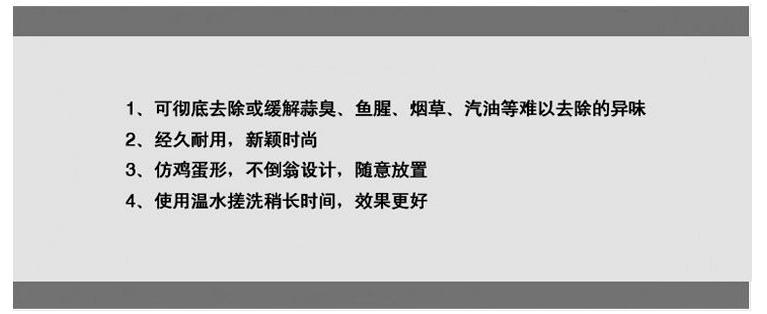 1、可彻底去除或缓解蒜臭、鱼腥、烟草、汽油等难以去除的异味
2、经久耐用，新颖时尚
3、仿鸡蛋形，不倒翁设计，随意放置
4、使用温水搓洗稍长时间，效果更好